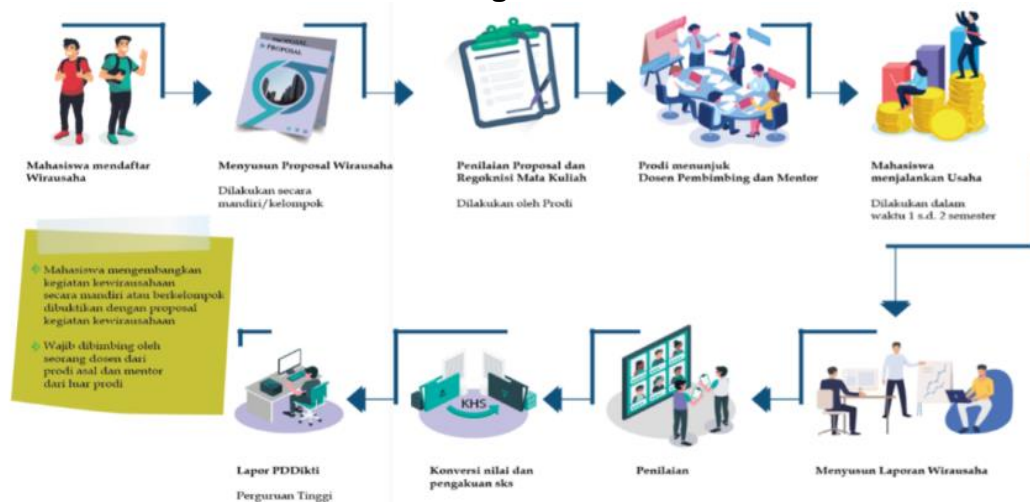 PROPOSAL
PROPOSAL
Mahasiswa mendaftar
Wirausaha
Menyusun Proposal Wirausaha
Dilakukan secara
mandiri/kelompok
Penilaian Proposal dan
Regoknisi Mata Kuliah
Dilakukan oleh Prodi
Prodi menunjuk
Dosen Pembimbing dan Mentor
Mahasiswa
menjalankan Usaha
Dilakukan dalam
waktu 1 s.d. 2 semester
Mahasiswa mengembangkan
kegiatan kewirausahaan
secara mandiri atau berkelompok
dibuktikan dengan proposal
kegiatan kewirausahaan
Wajib dibimbing oleh
seorang dosen dari
prodi asal dan mentor
dari luar prodi
Lapor PDDikti
Perguruan Tinggi
KHS
Konversi nilai dan
pengakuan sks
Penilaian
Menyusun Laporan Wirausaha